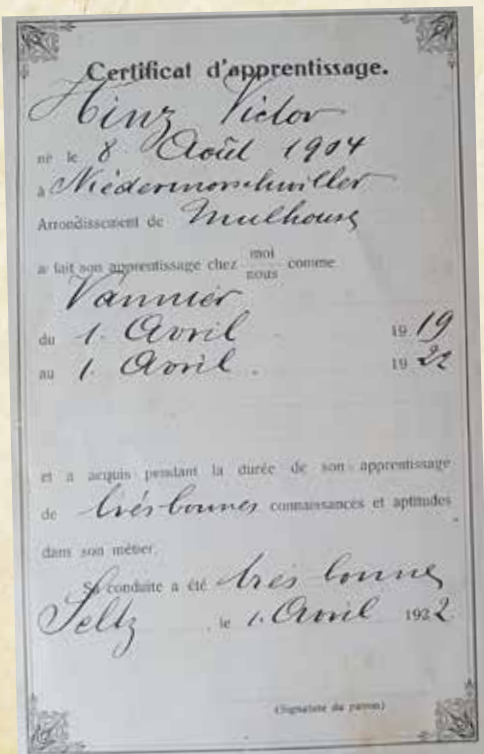 Certificat d'apprentissage.
Hinz Victor
né le 8 Août 1904
à Niedermorschwiller
Arrondissement de Mulhouse
a fait son apprentissage chez moi/nous comme
Vannier
du 1. Avril 1919
au 1. Avril 1922
et a acquis pendant la durée de son apprentissage
de trés bonnes connaissances et aptitudes
dans son métier.
Sa conduite a été trés bonne
Seltz, le 1. Avril 1922.
(Signature du patron)